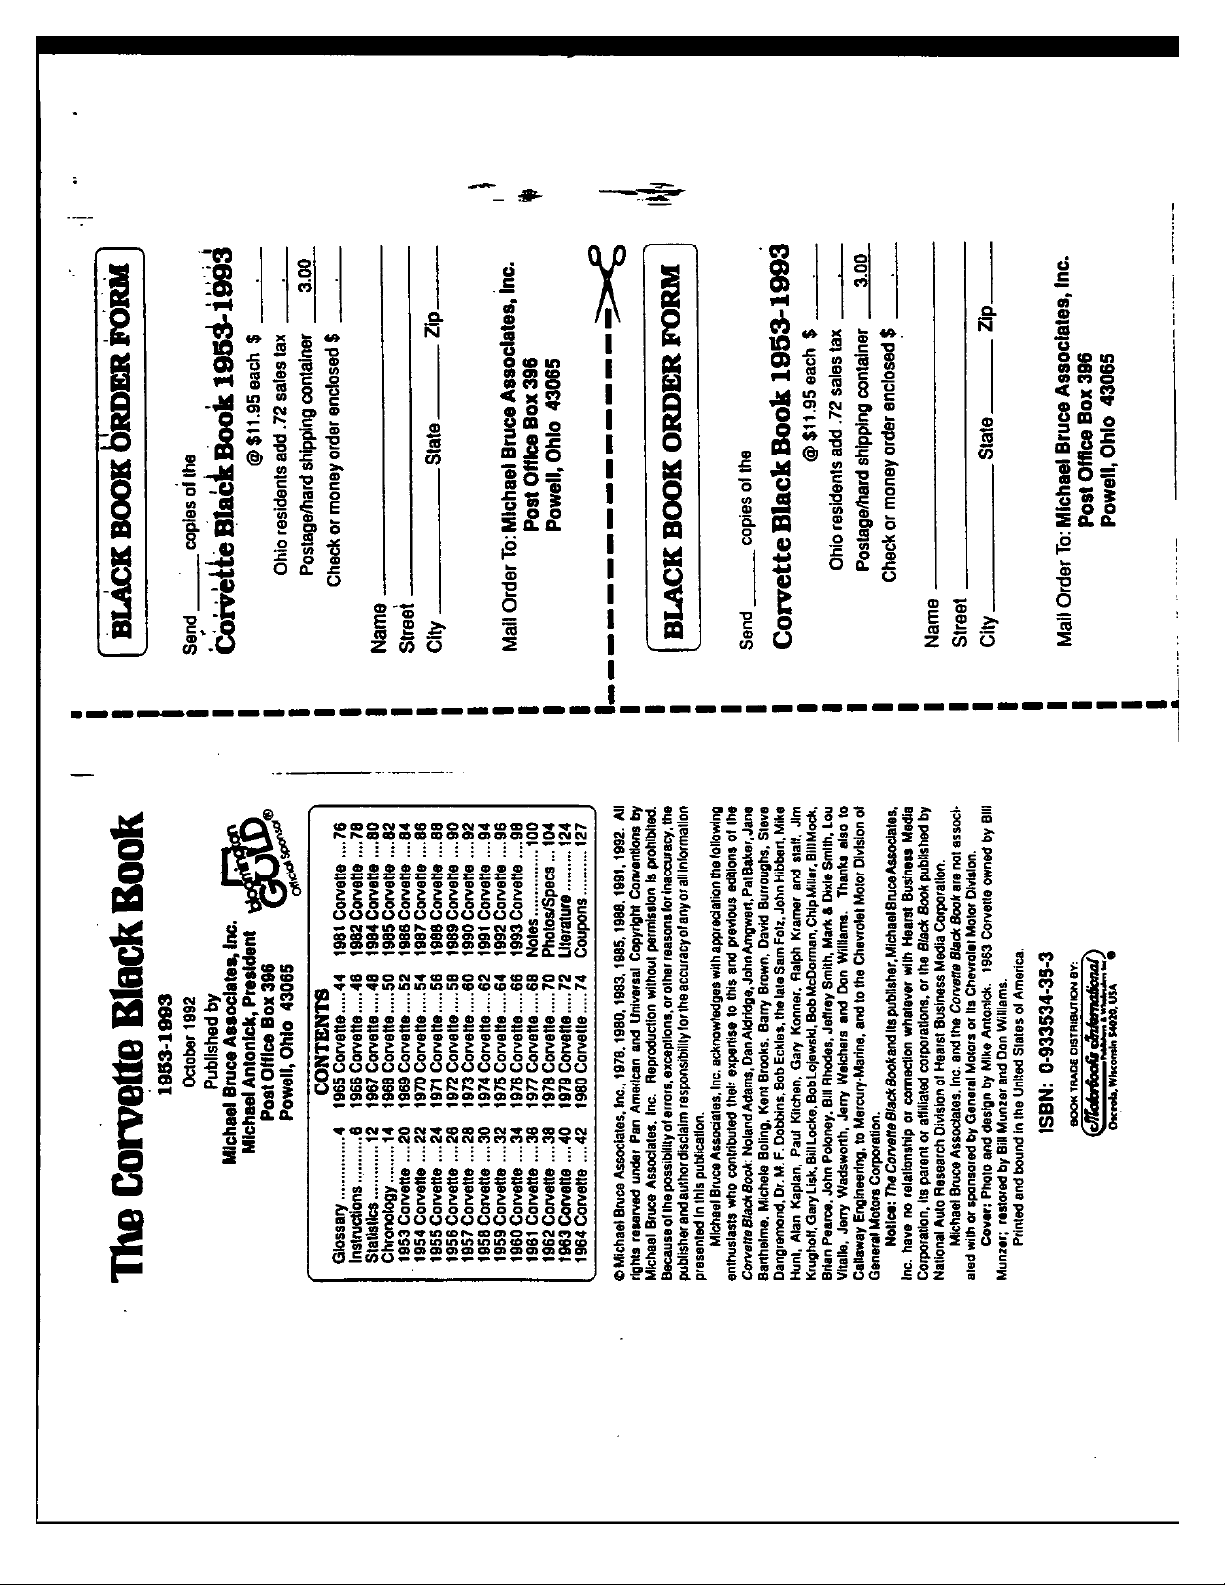 The Corvette Black Book
1953-1993
October 1992
Published by
Michael Bruce Associates, Inc.
Michael Antonick, President
Post Office Box 396
Powell, Ohio 43065
bloomington
GOLD®
Official Sponsor
CONTENTS
Glossary ................4
Instructions ..........6
Statistics ..............12
Chronology ......14
1953 Corvette ....20
1954 Corvette ....22
1955 Corvette ....24
1956 Corvette ....26
1957 Corvette ....28
1958 Corvette ....30
1959 Corvette ....32
1960 Corvette ....34
1961 Corvette ....36
1962 Corvette ....38
1963 Corvette ....40
1964 Corvette ....42
1965 Corvette....44
1966 Corvette....46
1967 Corvette....48
1968 Corvette....50
1969 Corvette....52
1970 Corvette....54
1971 Corvette....56
1972 Corvette....58
1973 Corvette....60
1974 Corvette....62
1975 Corvette....64
1976 Corvette....66
1977 Corvette....68
1978 Corvette....70
1979 Corvette....72
1980 Corvette....74
1981 Corvette ....76
1982 Corvette ....78
1984 Corvette ....80
1985 Corvette ....82
1986 Corvette ....84
1987 Corvette ....86
1988 Corvette ....88
1989 Corvette ....90
1990 Corvette ....92
1991 Corvette ....94
1992 Corvette ....96
1993 Corvette ....98
Notes................100
Photos/Specs ...104
Literature ..........124
Coupons............127
© Michael Bruce Associates, Inc., 1978, 1980, 1983, 1985, 1988, 1991, 1992. All
rights reserved under Pan American and Universal Copyright Conventions by
Michael Bruce Associates, Inc. Reproduction without permission is prohibited.
Because of the possibility of errors, exceptions, or other reasons for inaccuracy, the
publisher and author disclaim responsibility for the accuracy of any or all information
presented in this publication.
Michael Bruce Associates, Inc. acknowledges with appreciation the following
enthusiasts who contributed their expertise to this and previous editions of the
Corvette Black Book: Noland Adams, Dan Aldridge, John Amgwert, Pat Baker, Jane
Barthelme, Michele Boling, Kent Brooks, Barry Brown, David Burroughs, Steve
Dangremond, Dr. M. F. Dobbins, Bob Eckles, the late Sam Folz, John Hibbert, Mike
Hunt, Alan Kaplan, Paul Kitchen, Gary Konner, Ralph Kramer and staff, Jim
Krughoff, Gary Lisk, Bill Locke, Bob Lojewski, Bob McDorman, Chip Miller, Bill Mock,
Brian Pearce, John Poloney, Bill Rhodes, Jeffrey Smith, Mark & Dixie Smith, Lou
Vitalle, Jerry Wadsworth, Jerry Welchers and Don Williams. Thanks also to
Callaway Engineering, to Mercury-Marine, and to the Chevrolet Motor Division of
General Motors Corporation.
Notice: The Corvette Black Book and its publisher, Michael Bruce Associates,
Inc. have no relationship or connection whatever with Hearst Business Media
Corporation, its parent or affiliated corporations, or the Black Book published by
National Auto Research Division of Hearst Business Media Corporation.
Michael Bruce Associates, Inc. and the Corvette Black Book are not associ-
ated with or sponsored by General Motors or its Chevrolet Motor Division.
Cover: Photo and design by Mike Antonick. 1963 Corvette owned by Bill
Munzer; restored by Bill Munzer and Don Williams.
Printed and bound in the United States of America.
ISBN: 0-933534-35-3
BOOK TRADE DISTRIBUTION BY:
Motorbooks International
Publishers & Wholesalers Inc
Osceola, Wisconsin 54020, USA
BLACK BOOK ORDER FORM
Send ____ copies of the
Corvette Black Book 1953-1993
@ $11.95 each $ ____.____
Ohio residents add .72 sales tax ____.____
Postage/hard shipping container 3.00
Check or money order enclosed $ ____.____
Name
Street
City ____ State ____ Zip ____
Mail Order To: Michael Bruce Associates, Inc.
Post Office Box 396
Powell, Ohio 43065
BLACK BOOK ORDER FORM
Send ____ copies of the
Corvette Black Book 1953-1993
@ $11.95 each $ ____.____
Ohio residents add .72 sales tax ____.____
Postage/hard shipping container 3.00
Check or money order enclosed $ ____.____
Name
Street
City ____ State ____ Zip ____
Mail Order To: Michael Bruce Associates, Inc.
Post Office Box 396
Powell, Ohio 43065